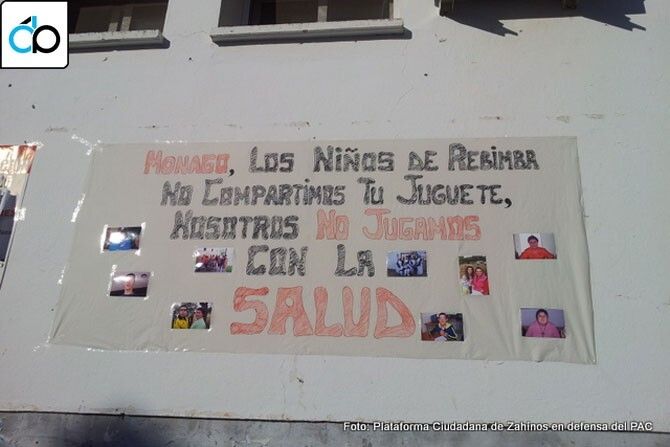 db
MONAGO, LOS NIÑOS DE REBIMBA
NO COMPARTIMOS TU JUGUETE,
NOSOTROS NO JUGAMOS
CON LA
SALUD
Foto: Plataforma Ciudadana de Zahinos en defensa del PAC